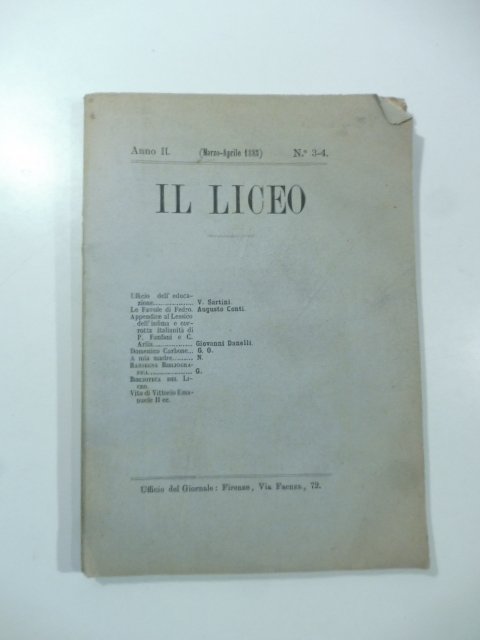 Anno II. (Marzo-Aprile 1883) N.º 3-4.
IL LICEO
Ufficio dell' educa-
zione.................. V. Sartini.
Le Favole di Fedro. Augusto Conti.
Appendice al Lessico
dell'infima e cor-
rotta italianità di
P. Fanfani e C.
Arlia.................. Giovanni Danelli.
Domenico Carbone... G. O.
A mia madre......... N.
RASSEGNA BIBLIOGRA-
FICA.................... G.
BIBLIOTECA DEL LI-
CEO.
Vita di Vittorio Ema-
nuele II ec.
Ufficio del Giornale: Firenze, Via Faenza, 72.